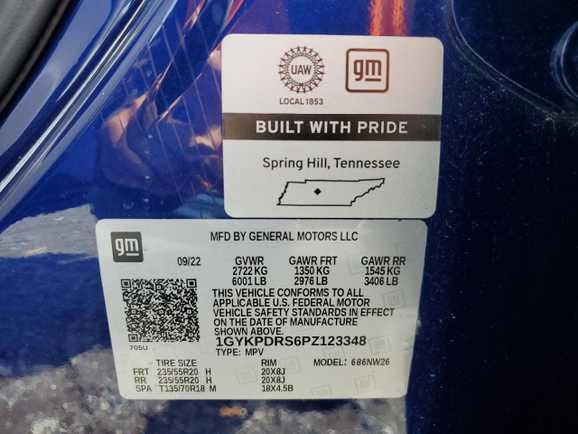 UAW
gm
LOCAL 1853
BUILT WITH PRIDE
Spring Hill, Tennessee
gm
MFD BY GENERAL MOTORS LLC
09/22 GVWR GAWR FRT GAWR RR
2722 KG 1350 KG 1545 KG
6001 LB 2976 LB 3406 LB
THIS VEHICLE CONFORMS TO ALL
APPLICABLE U.S. FEDERAL MOTOR
VEHICLE SAFETY STANDARDS IN EFFECT
ON THE DATE OF MANUFACTURE
SHOWN ABOVE.
1GYKPDRS6PZ123348
705U TYPE: MPV
TIRE SIZE RIM MODEL: 686NW26
FRT 235/55R20 H 20X8J
RR 235/55R20 H 20X8J
SPA T135/70R18 M 18X4.5B